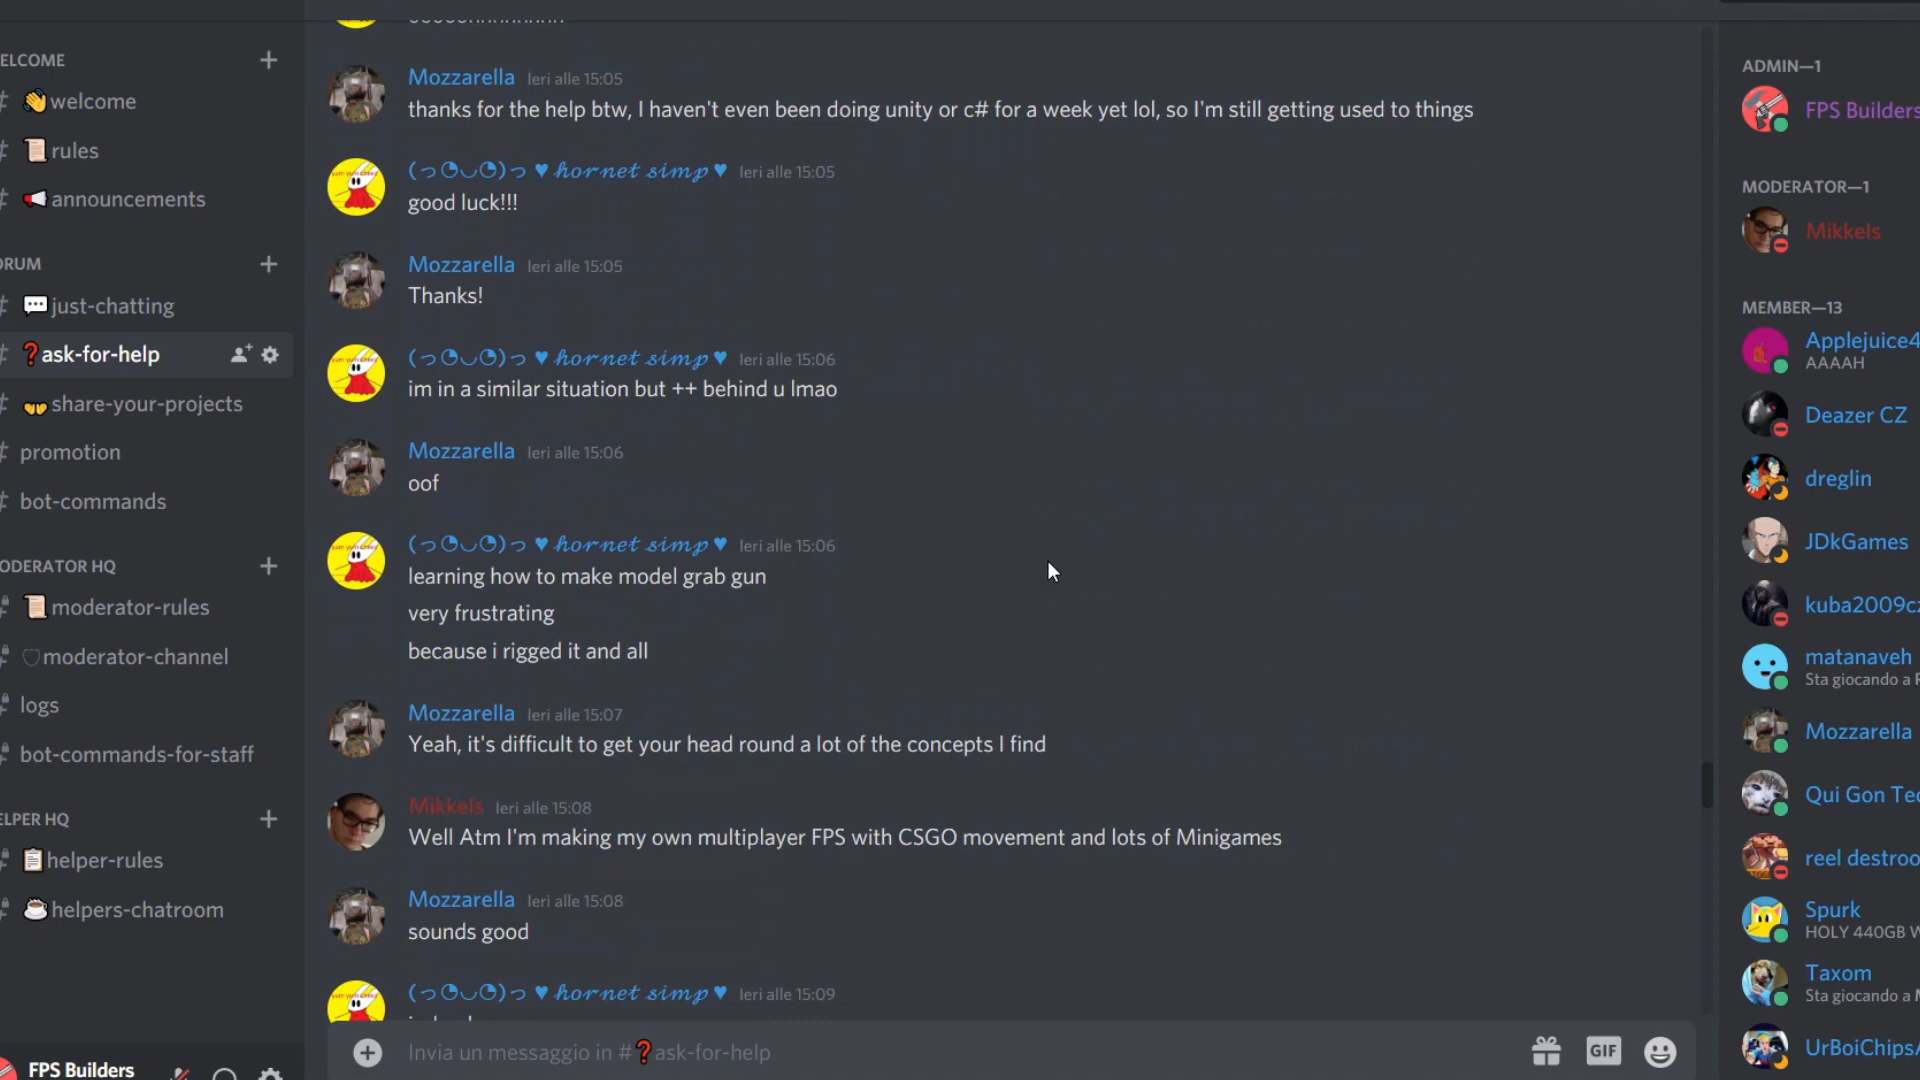 ELCOME
welcome
rules
announcements
ORUM
just-chatting
ask-for-help
share-your-projects
promotion
bot-commands
ODERATOR HQ
moderator-rules
moderator-channel
logs
bot-commands-for-staff
ELPER HQ
helper-rules
helpers-chatroom
FPS Builders
Mozzarella Ieri alle 15:05
thanks for the help btw, I haven't even been doing unity or c# for a week yet lol, so I'm still getting used to things
(っ◔◡◔)っ ♥ 𝓱𝓸𝓻𝓷𝓮𝓽 𝓼𝓲𝓶𝓹 ♥ Ieri alle 15:05
good luck!!!
Mozzarella Ieri alle 15:05
Thanks!
(っ◔◡◔)っ ♥ 𝓱𝓸𝓻𝓷𝓮𝓽 𝓼𝓲𝓶𝓹 ♥ Ieri alle 15:06
im in a similar situation but ++ behind u lmao
Mozzarella Ieri alle 15:06
oof
(っ◔◡◔)っ ♥ 𝓱𝓸𝓻𝓷𝓮𝓽 𝓼𝓲𝓶𝓹 ♥ Ieri alle 15:06
learning how to make model grab gun
very frustrating
because i rigged it and all
Mozzarella Ieri alle 15:07
Yeah, it's difficult to get your head round a lot of the concepts I find
Mikkels Ieri alle 15:08
Well Atm I'm making my own multiplayer FPS with CSGO movement and lots of Minigames
Mozzarella Ieri alle 15:08
sounds good
(っ◔◡◔)っ ♥ 𝓱𝓸𝓻𝓷𝓮𝓽 𝓼𝓲𝓶𝓹 ♥ Ieri alle 15:09
Invia un messaggio in #❓ask-for-help
GIF
ADMIN—1
FPS Builders
MODERATOR—1
Mikkels
MEMBER—13
Applejuice4
AAAAH
Deazer CZ
dreglin
JDkGames
kuba2009cz
matanaveh
Sta giocando a
Mozzarella
Qui Gon Tec
reel destroo
Spurk
HOLY 440GB W
Taxom
Sta giocando a
UrBoiChips